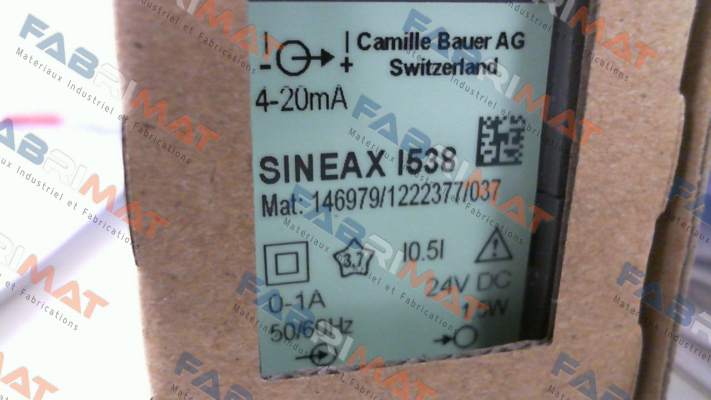 Camille Bauer AG
Switzerland
- +
4-20mA
SINEAX I538
Mat: 146979/1222377/037
3.7
I0.5I
24V DC
0-1A
50/60Hz
FABRIMAT
Materiaux Industriel et Fabrications